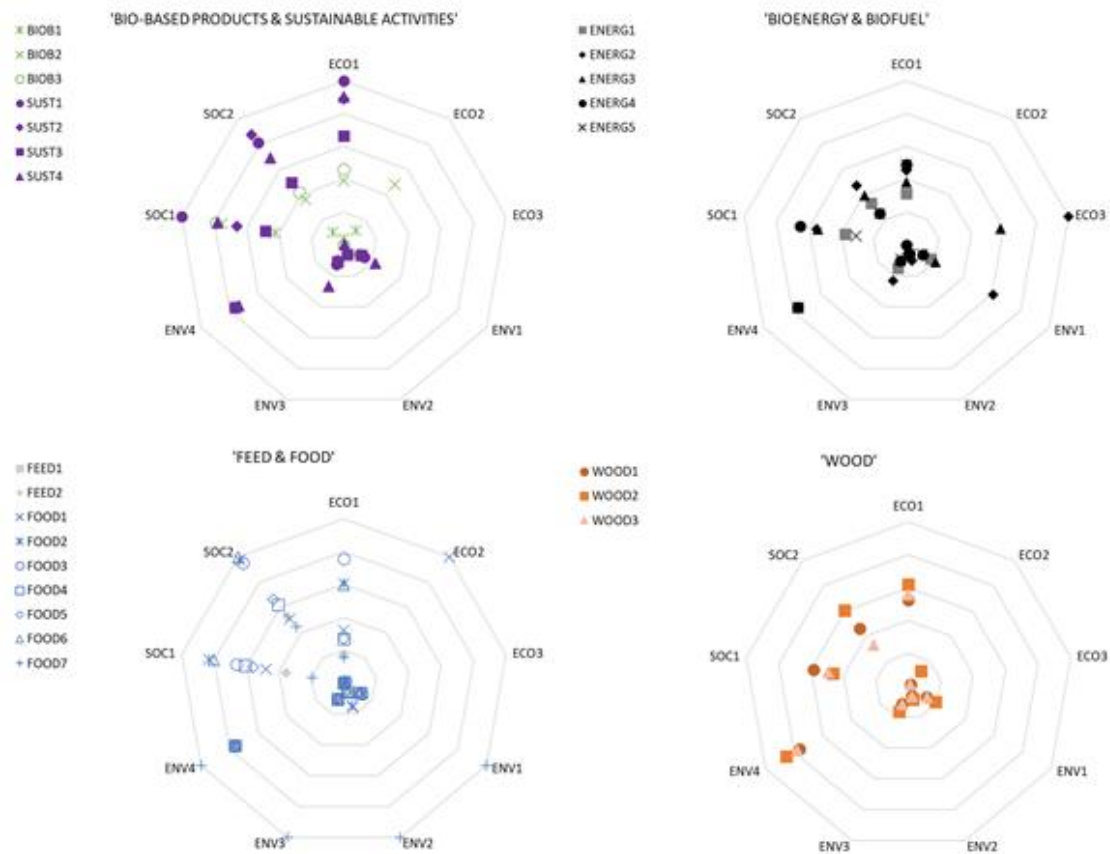 'BIO-BASED PRODUCTS & SUSTAINABLE ACTIVITIES'
BIOB1
BIOB2
BIOB3
SUST1
SUST2
SUST3
SUST4
ECO1
ECO2
ECO3
ENV1
ENV2
ENV3
ENV4
SOC1
SOC2
'BIOENERGY & BIOFUEL'
ENERG1
ENERG2
ENERG3
ENERG4
ENERG5
ECO1
ECO2
ECO3
ENV1
ENV2
ENV3
ENV4
SOC1
SOC2
'FEED & FOOD'
FEED1
FEED2
FOOD1
FOOD2
FOOD3
FOOD4
FOOD5
FOOD6
FOOD7
ECO1
ECO2
ECO3
ENV1
ENV2
ENV3
ENV4
SOC1
SOC2
'WOOD'
WOOD1
WOOD2
WOOD3
ECO1
ECO2
ECO3
ENV1
ENV2
ENV3
ENV4
SOC1
SOC2